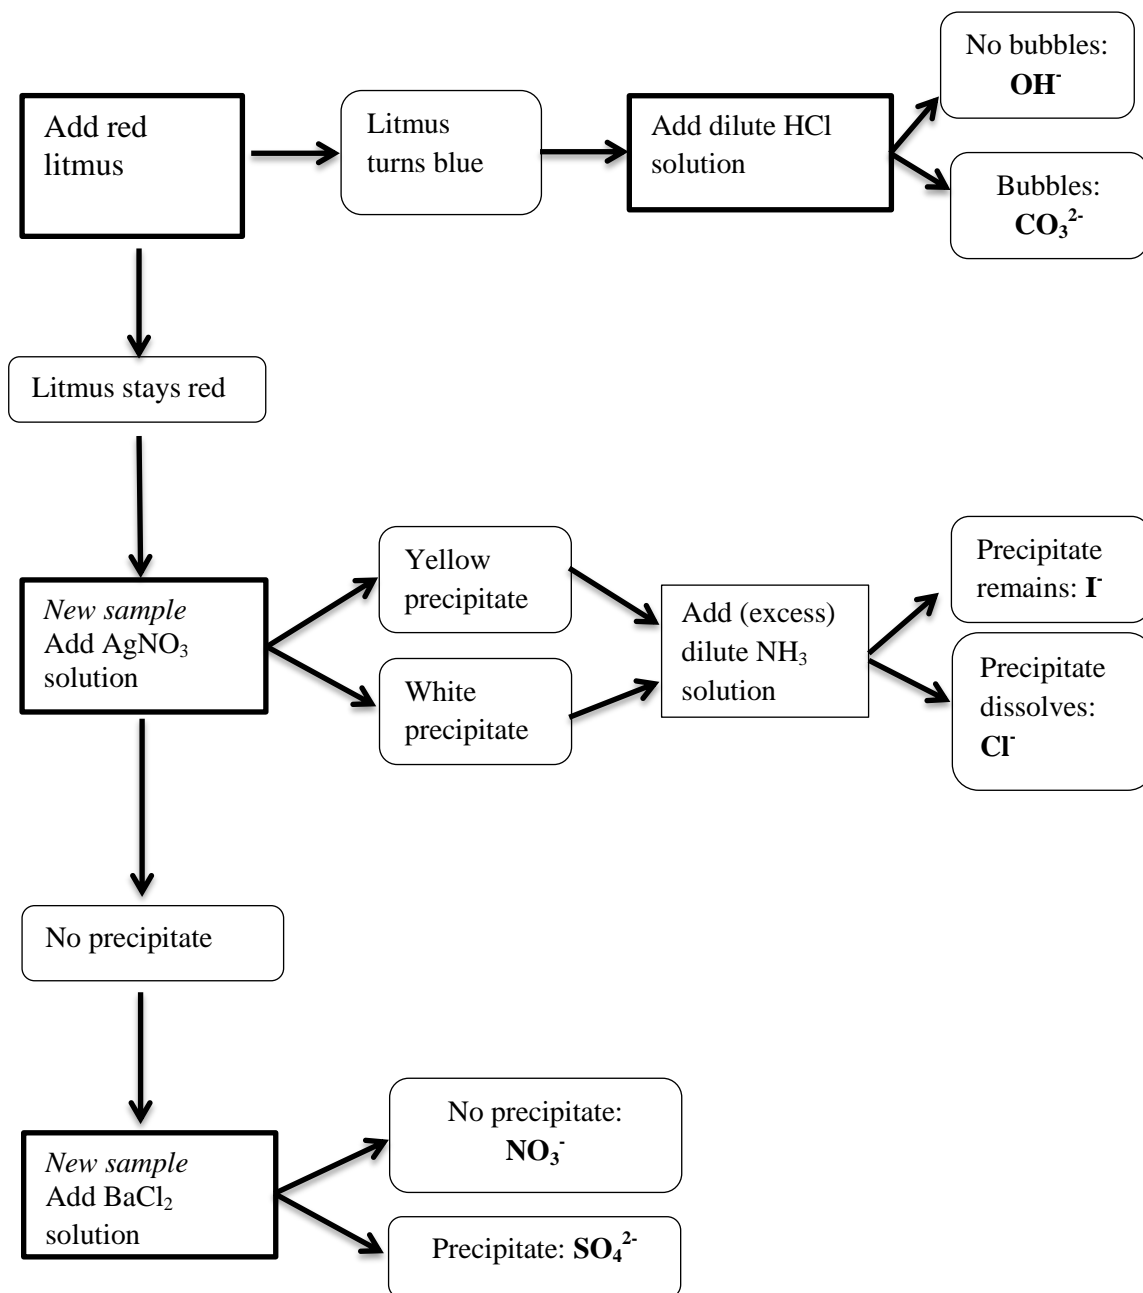 Add red
litmus
Litmus
turns blue
Add dilute HCl
solution
No bubbles:
OH⁻
Bubbles:
CO₃²⁻
Litmus stays red
New sample
Add AgNO₃
solution
Yellow
precipitate
White
precipitate
Add (excess)
dilute NH₃
solution
Precipitate
remains: I⁻
Precipitate
dissolves:
Cl⁻
No precipitate
New sample
Add BaCl₂
solution
No precipitate:
NO₃⁻
Precipitate: SO₄²⁻